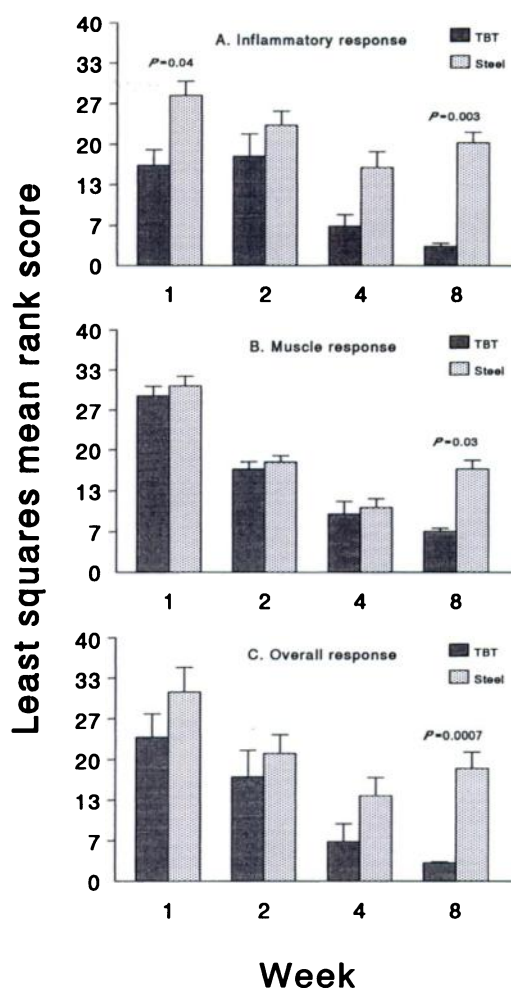 Least squares mean rank score
A. Inflammatory response
TBT
Steel
40
33
27
20
13
7
0
P=0.04
P=0.003
1 2 4 8
B. Muscle response
TBT
Steel
40
33
27
20
13
7
0
P=0.03
1 2 4 8
C. Overall response
TBT
Steel
40
33
27
20
13
7
0
P=0.0007
1 2 4 8
Week